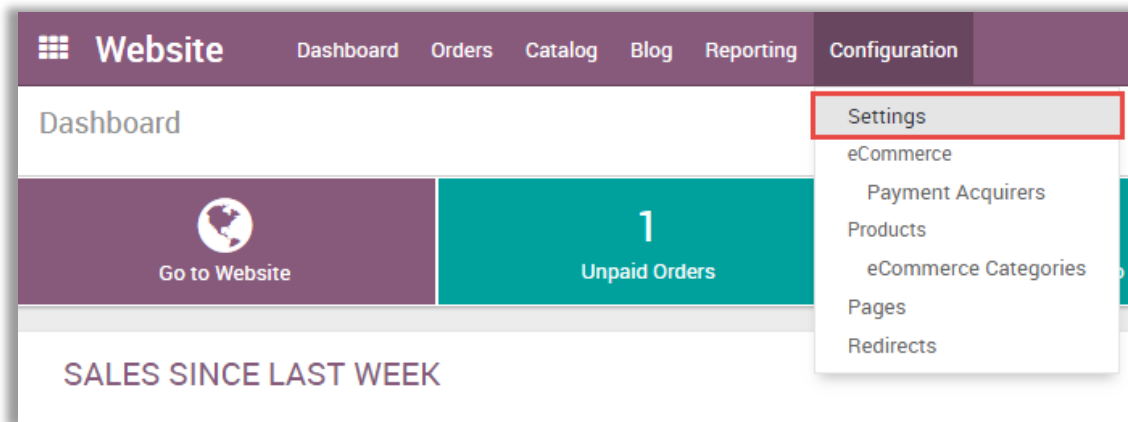 Website Dashboard Orders Catalog Blog Reporting Configuration
Dashboard
Settings
eCommerce
Payment Acquirers
Products
eCommerce Categories
Pages
Redirects
Go to Website
1
Unpaid Orders
SALES SINCE LAST WEEK